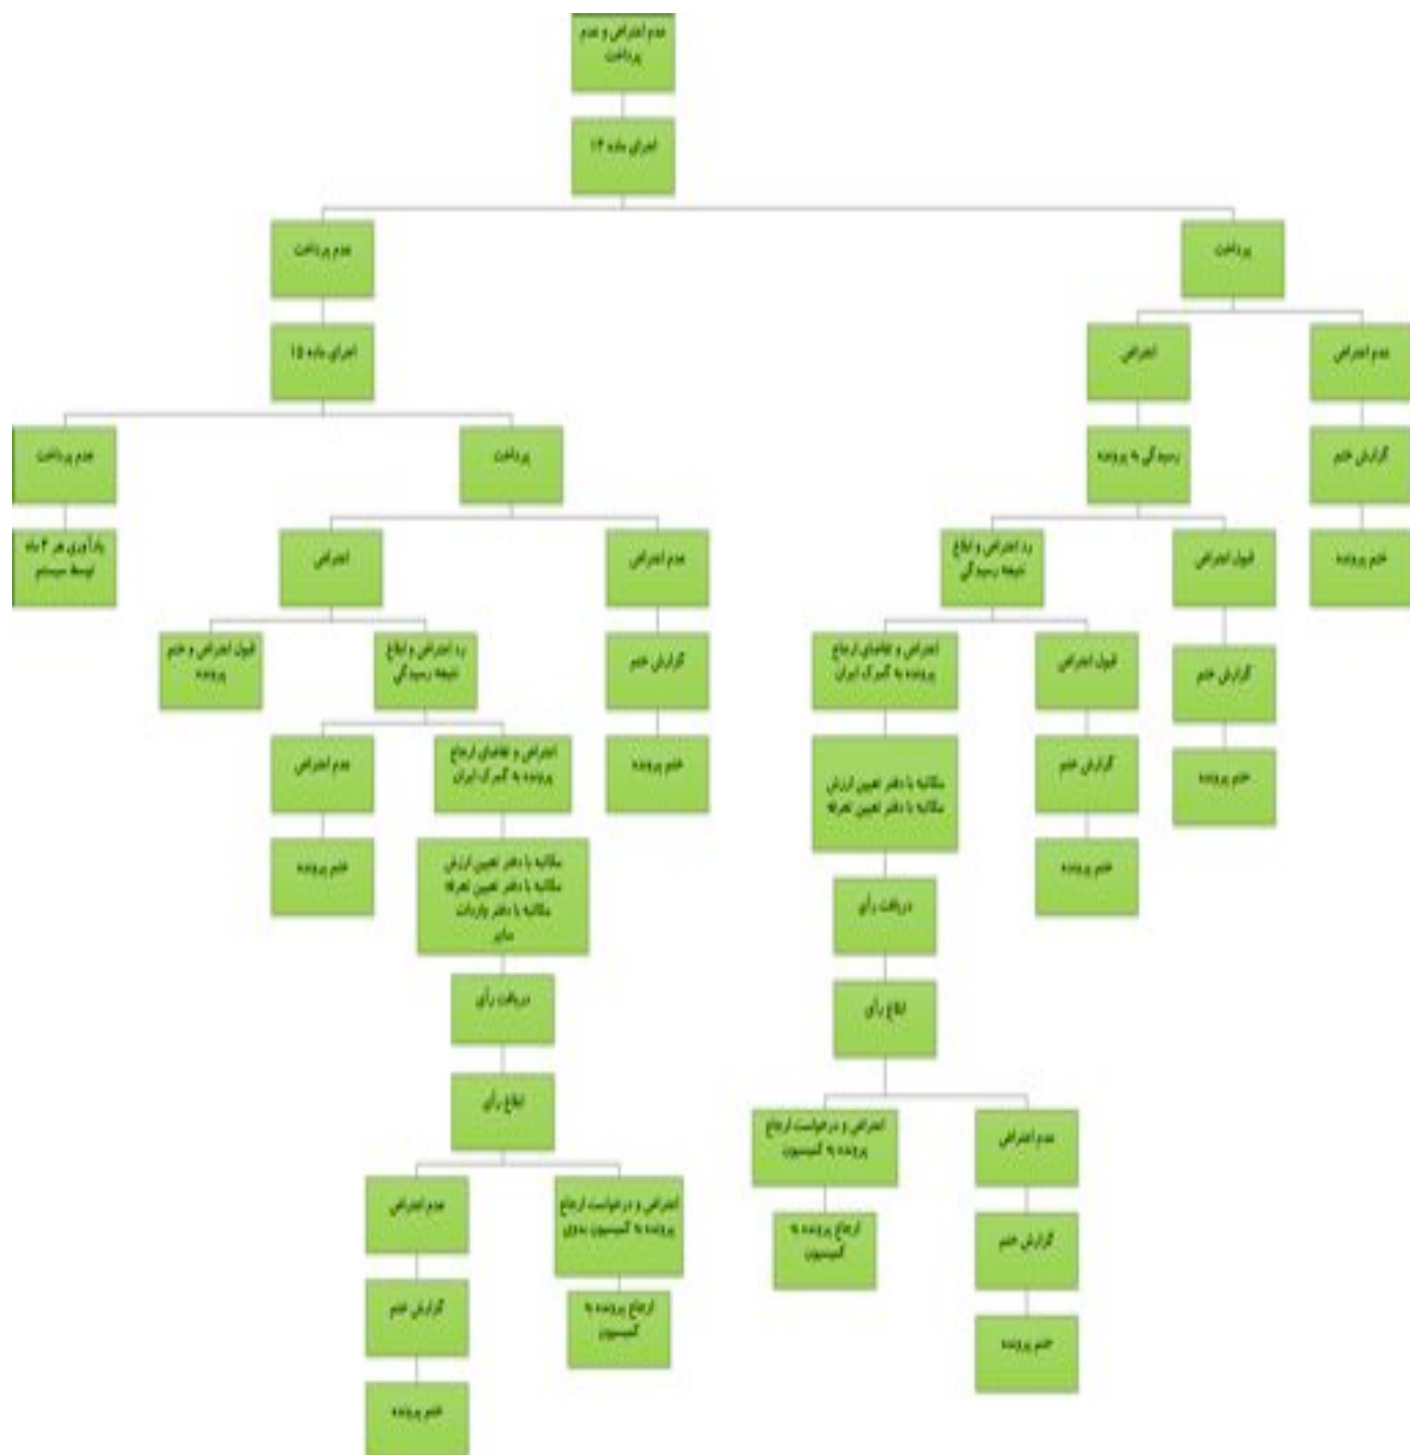 عدم اعتراض و عدم
پرداخت
اجرای ماده ۱۴
عدم پرداخت
پرداخت
اجرای ماده ۱۵
اعتراض
عدم اعتراض
عدم پرداخت
پرداخت
رسیدگی به پرونده
گزارش ختم
یادآوری هر ۳ ماه
توسط سیستم
اعتراض
عدم اعتراض
رد اعتراض و ابلاغ
نتیجه رسیدگی
قبول اعتراض
ختم پرونده
قبول اعتراض و ختم
پرونده
رد اعتراض و ابلاغ
نتیجه رسیدگی
گزارش ختم
اعتراض و تقاضای ارجاع
پرونده به گمرک ایران
قبول اعتراض
گزارش ختم
عدم اعتراض
اعتراض و تقاضای ارجاع
پرونده به گمرک ایران
ختم پرونده
مکاتبه با دفتر تعیین ارزش
مکاتبه با دفتر تعیین تعرفه
گزارش ختم
ختم پرونده
ختم پرونده
مکاتبه با دفتر تعیین ارزش
مکاتبه با دفتر تعیین تعرفه
مکاتبه با دفتر واردات
سایر
دریافت رأی
ختم پرونده
دریافت رأی
ابلاغ رأی
ابلاغ رأی
اعتراض و درخواست ارجاع
پرونده به کمیسیون
عدم اعتراض
عدم اعتراض
اعتراض و درخواست ارجاع
پرونده به کمیسیون بدوی
ارجاع پرونده به
کمیسیون
گزارش ختم
گزارش ختم
ارجاع پرونده به
کمیسیون
ختم پرونده
ختم پرونده